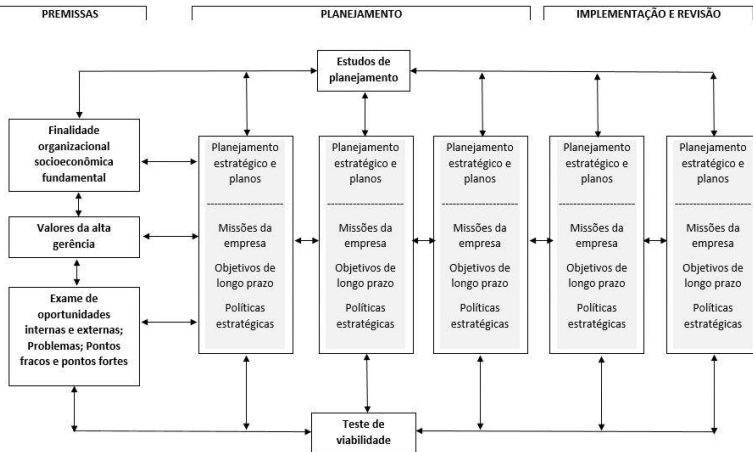 PREMISSAS
PLANEJAMENTO
IMPLEMENTAÇÃO E REVISÃO
Estudos de
planejamento
Finalidade
organizacional
socioeconômica
fundamental
Valores da alta
gerência
Exame de
oportunidades
internas e externas;
Problemas; Pontos
fracos e pontos fortes
Planejamento
estratégico e
planos
Missões da
empresa
Objetivos de
longo prazo
Políticas
estratégicas
Planejamento
estratégico e
planos
Missões da
empresa
Objetivos de
longo prazo
Políticas
estratégicas
Planejamento
estratégico e
planos
Missões da
empresa
Objetivos de
longo prazo
Políticas
estratégicas
Planejamento
estratégico e
planos
Missões da
empresa
Objetivos de
longo prazo
Políticas
estratégicas
Planejamento
estratégico e
planos
Missões da
empresa
Objetivos de
longo prazo
Políticas
estratégicas
Teste de
viabilidade